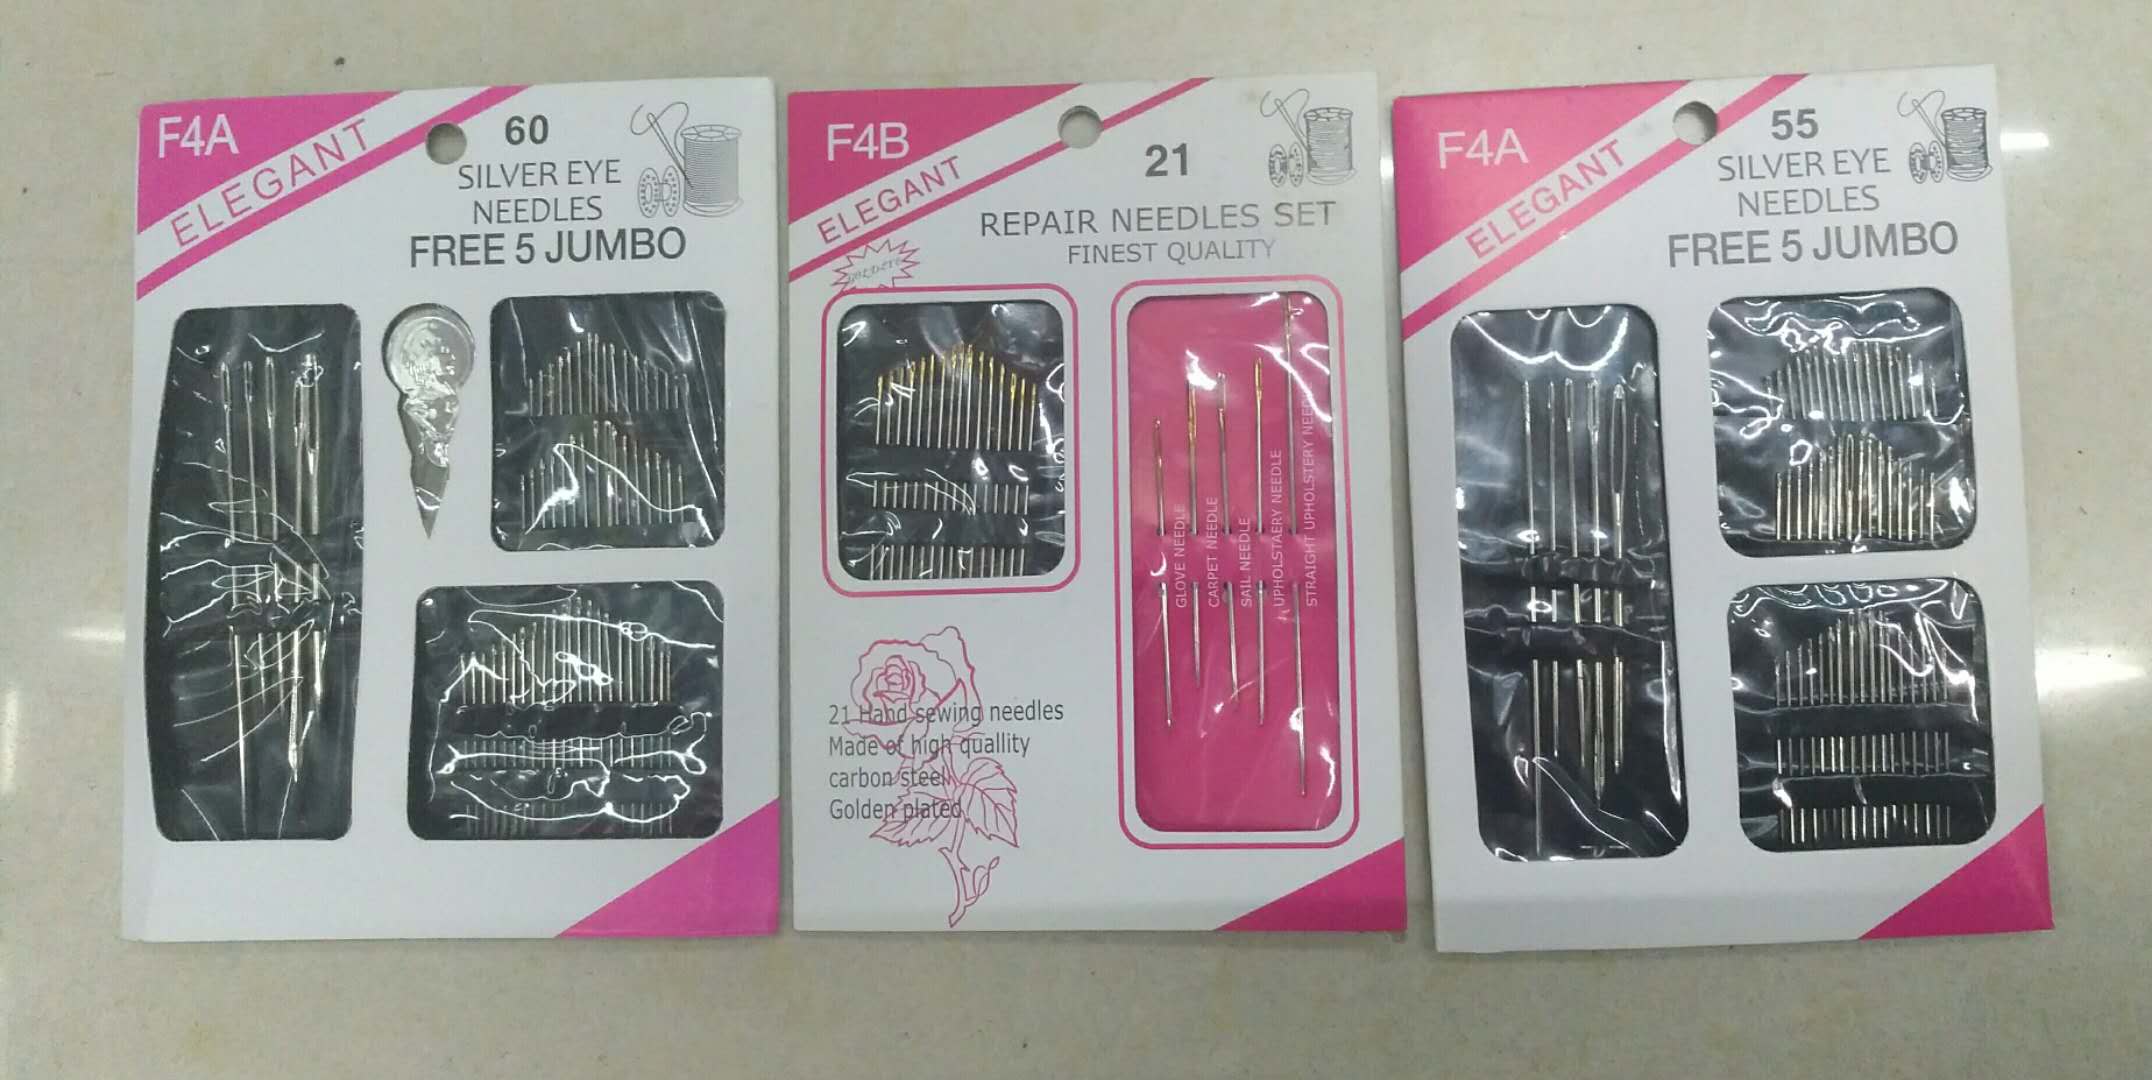 F4A
ELEGANT
60
SILVER EYE
NEEDLES
FREE 5 JUMBO
F4B
ELEGANT
21
REPAIR NEEDLES SET
FINEST QUALITY
GLOVE NEEDLE
CARPET NEEDLE
SAIL NEEDLE
UPHOLSTAERY NEEDLE
STRAIGHT UPHOLSTERY
21 Hand sewing needles
Made of high quallity
carbon steel
Golden plated
F4A
ELEGANT
55
SILVER EYE
NEEDLES
FREE 5 JUMBO